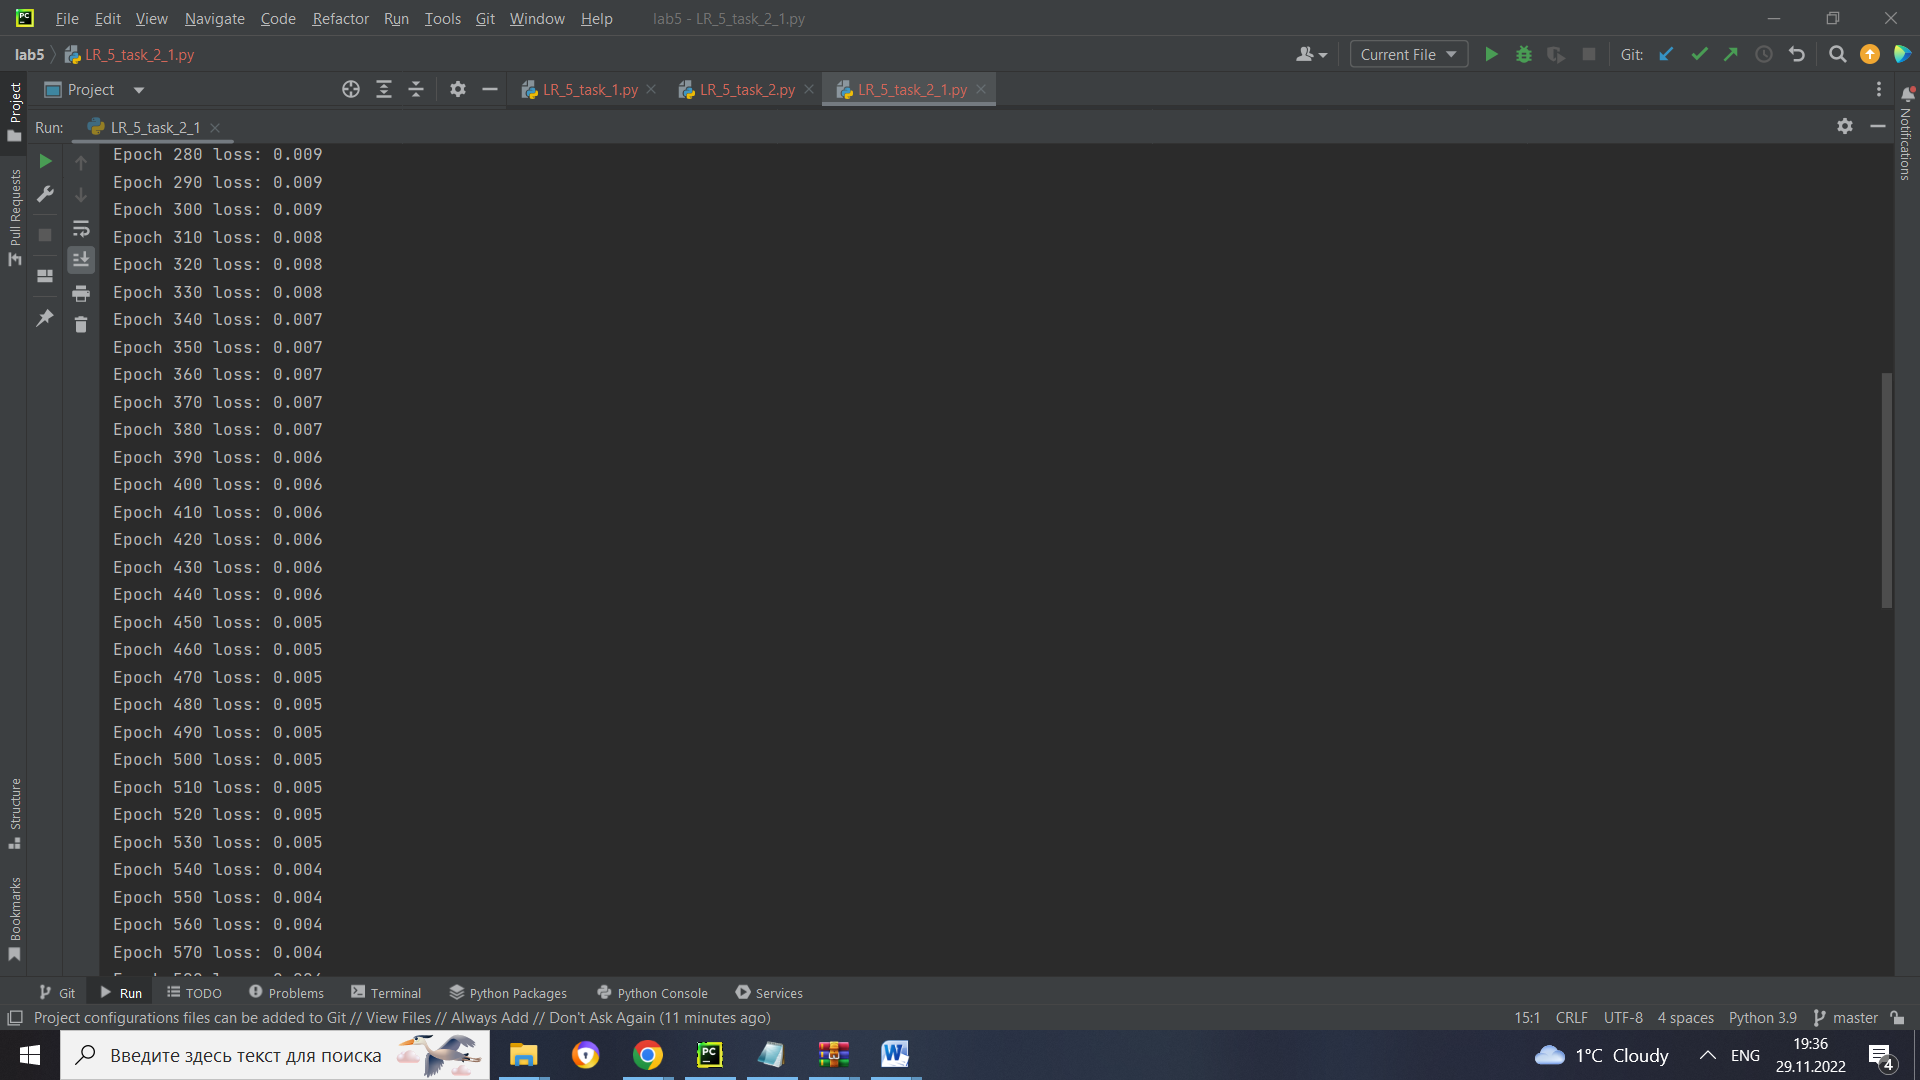 File Edit View Navigate Code Refactor Run Tools Git Window Help lab5 - LR_5_task_2_1.py
lab5 LR_5_task_2_1.py Current File Git:
Project Project LR_5_task_1.py LR_5_task_2.py LR_5_task_2_1.py
Run: LR_5_task_2_1
Notifications
Pull Requests
Epoch 280 loss: 0.009
Epoch 290 loss: 0.009
Epoch 300 loss: 0.009
Epoch 310 loss: 0.008
Epoch 320 loss: 0.008
Epoch 330 loss: 0.008
Epoch 340 loss: 0.007
Epoch 350 loss: 0.007
Epoch 360 loss: 0.007
Epoch 370 loss: 0.007
Epoch 380 loss: 0.007
Epoch 390 loss: 0.006
Epoch 400 loss: 0.006
Epoch 410 loss: 0.006
Epoch 420 loss: 0.006
Epoch 430 loss: 0.006
Epoch 440 loss: 0.006
Epoch 450 loss: 0.005
Epoch 460 loss: 0.005
Epoch 470 loss: 0.005
Epoch 480 loss: 0.005
Epoch 490 loss: 0.005
Epoch 500 loss: 0.005
Epoch 510 loss: 0.005
Epoch 520 loss: 0.005
Epoch 530 loss: 0.005
Epoch 540 loss: 0.004
Epoch 550 loss: 0.004
Epoch 560 loss: 0.004
Epoch 570 loss: 0.004
Structure
Bookmarks
Git Run TODO Problems Terminal Python Packages Python Console Services
Project configurations files can be added to Git // View Files // Always Add // Don't Ask Again (11 minutes ago) 15:1 CRLF UTF-8 4 spaces Python 3.9 master
Введите здесь текст для поиска PC 1°C Cloudy ENG 19:36
29.11.2022 4